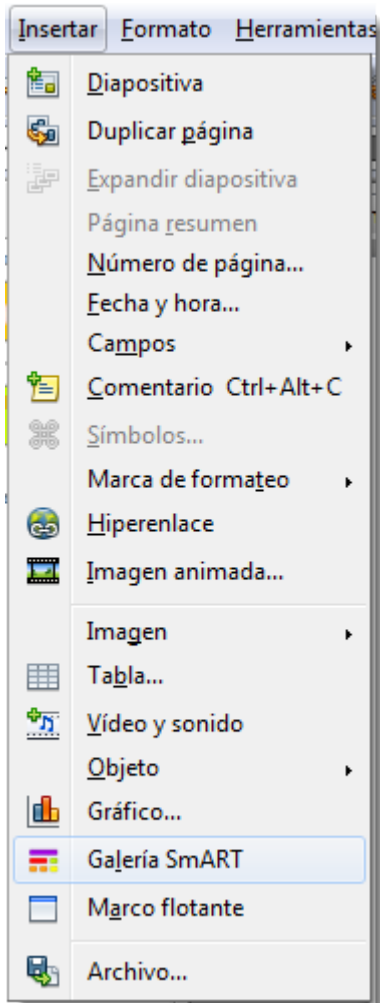 Insertar Formato Herramientas
Diapositiva
Duplicar página
Expandir diapositiva
Página resumen
Número de página...
Fecha y hora...
Campos
Comentario Ctrl+Alt+C
Símbolos...
Marca de formateo
Hiperenlace
Imagen animada...
Imagen
Tabla...
Vídeo y sonido
Objeto
Gráfico...
Galería SmART
Marco flotante
Archivo...